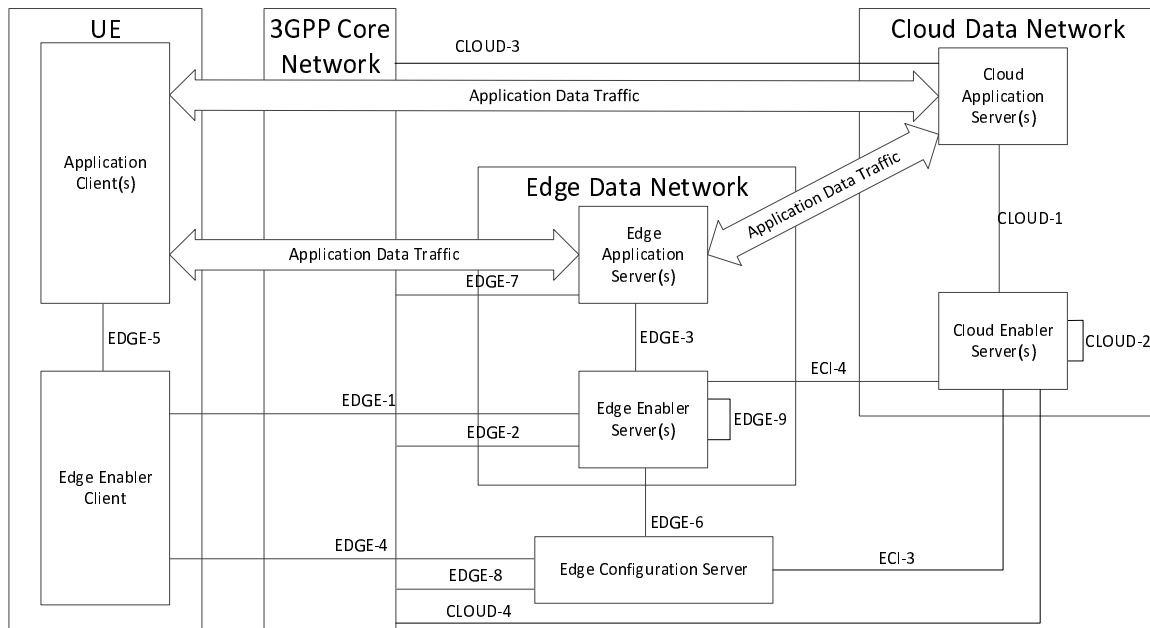 UE
3GPP Core
Network
Cloud Data Network
CLOUD-3
Application Data Traffic
Cloud
Application
Server(s)
Application
Client(s)
Edge Data Network
Application Data Traffic
CLOUD-1
Application Data Traffic
Edge
Application
Server(s)
EDGE-7
EDGE-5
EDGE-3
Cloud Enabler
Server(s)
CLOUD-2
ECI-4
EDGE-1
Edge Enabler
Server(s)
EDGE-9
EDGE-2
Edge Enabler
Client
EDGE-6
EDGE-4
Edge Configuration Server
ECI-3
EDGE-8
CLOUD-4